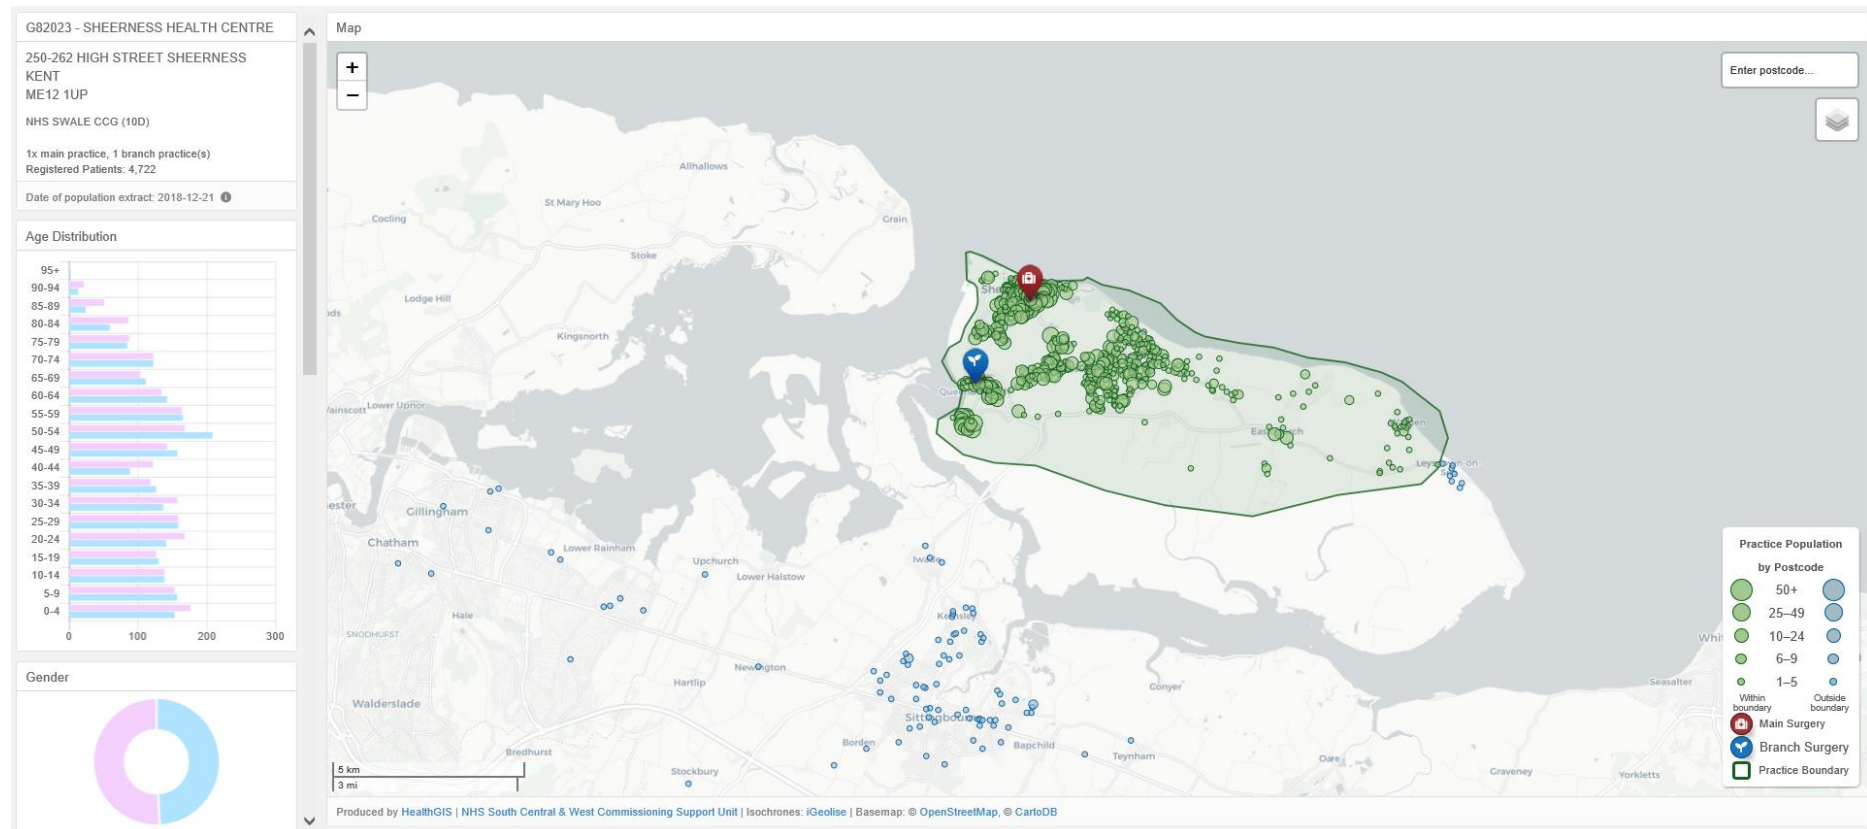 G82023 - SHEERNESS HEALTH CENTRE
250-262 HIGH STREET SHEERNESS
KENT
ME12 1UP
NHS SWALE CCG (10D)
1x main practice, 1 branch practice(s)
Registered Patients: 4,722
Date of population extract: 2018-12-21
Age Distribution
95+
90-94
85-89
80-84
75-79
70-74
65-69
60-64
55-59
50-54
45-49
40-44
35-39
30-34
25-29
20-24
15-19
10-14
5-9
0-4
0 100 200 300
Gender
Map
+
−
Enter postcode...
Allhallows
St Mary Hoo
Cocling
Grain
Stoke
Lodge Hill
Kingsnorth
Lower Upnor
Gillingham
Chatham
Lower Rainham
Upchurch
Lower Halstow
Iwade
Hale
Kemsley
SNODHURST
Newington
Hartlip
Walderslade
Conyer
Seasalter
Borden
Bapchild
Bredhurst
Teynham
Oare
Stockbury
Graveney
Yorkletts
5 km
3 mi
Practice Population
by Postcode
50+
25–49
10–24
6–9
1–5
Within boundary
Outside boundary
Main Surgery
Branch Surgery
Practice Boundary
Produced by HealthGIS | NHS South Central & West Commissioning Support Unit | Isochrones: iGeolise | Basemap: © OpenStreetMap, © CartoDB